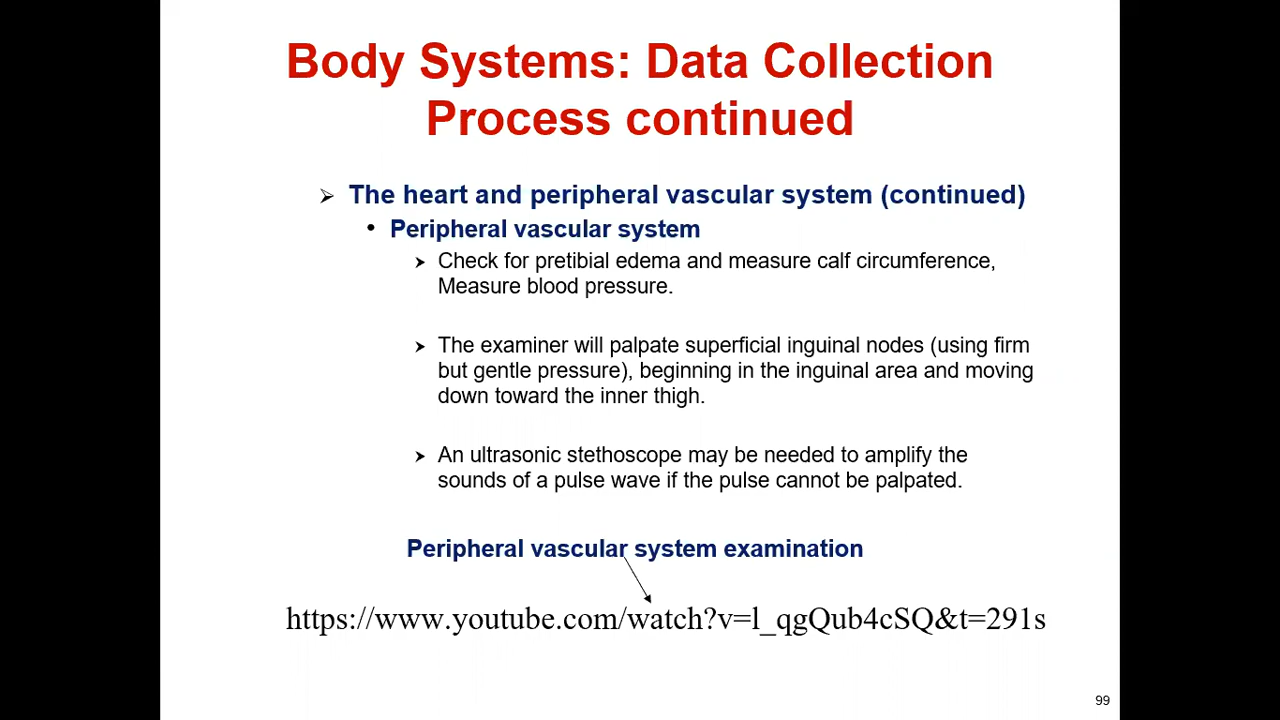 Body Systems: Data Collection
Process continued
➢ The heart and peripheral vascular system (continued)
• Peripheral vascular system
➤ Check for pretibial edema and measure calf circumference,
Measure blood pressure.
➤ The examiner will palpate superficial inguinal nodes (using firm
but gentle pressure), beginning in the inguinal area and moving
down toward the inner thigh.
➤ An ultrasonic stethoscope may be needed to amplify the
sounds of a pulse wave if the pulse cannot be palpated.
Peripheral vascular system examination
https://www.youtube.com/watch?v=l_qgQub4cSQ&t=291s
99